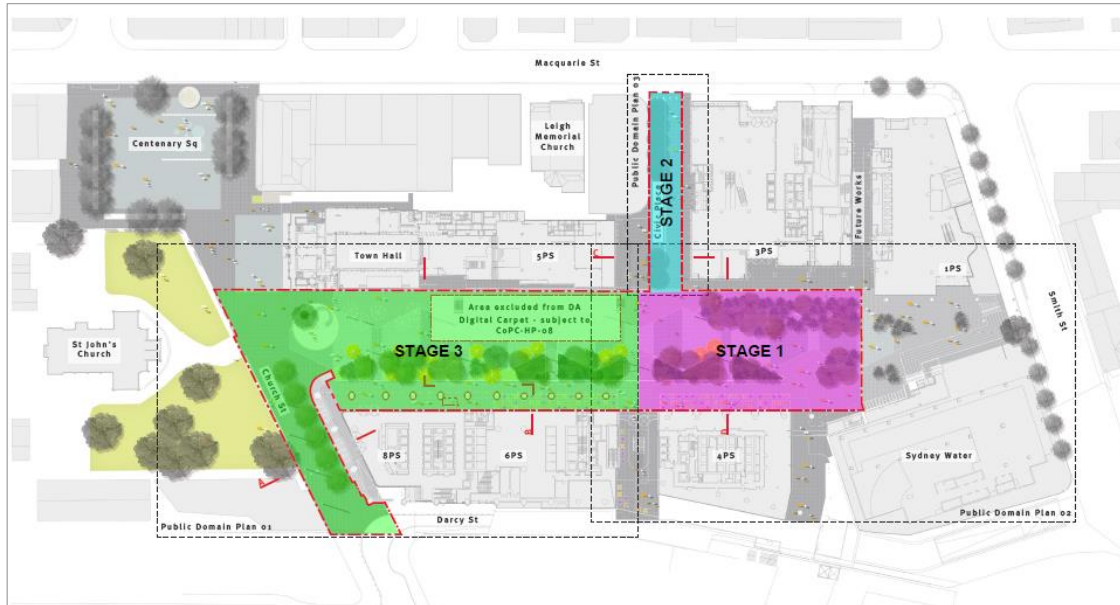 Macquarie St
Public Domain Plan 03
Centenary Sq
Leigh
Memorial
Church
STAGE 2
Civic Place
Future Works
Town Hall
5PS
3PS
1PS
Smith St
Area excluded from DA
Digital Carpet - subject to
CoPC-HP-08
St John's
Church
STAGE 3
STAGE 1
Church St
8PS
6PS
4PS
Sydney Water
Darcy St
Public Domain Plan 01
Public Domain Plan 02